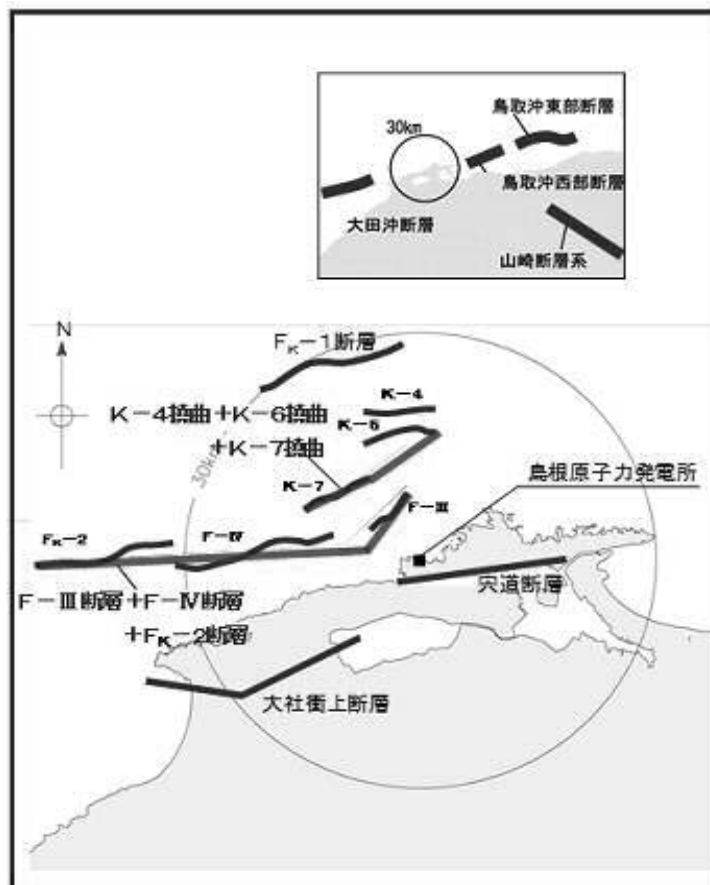 鳥取沖東部断層
30km
鳥取沖西部断層
大田沖断層
山崎断層系
N
FK－1断層
K－4
K－4撓曲＋K－6撓曲
＋K－7撓曲
K－6
K－7
30km
島根原子力発電所
F－Ⅲ
FK－2
F－Ⅳ
宍道断層
F－Ⅲ断層＋F－Ⅳ断層
＋FK－2断層
大社衝上断層